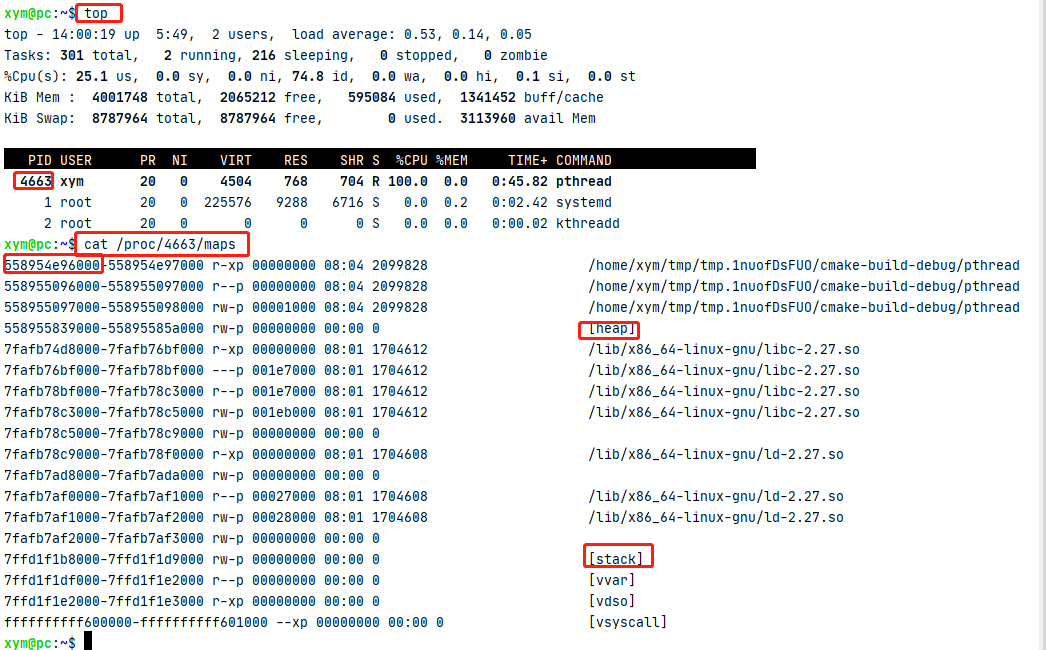 xym@pc:~$ top
top - 14:00:19 up  5:49,  2 users,  load average: 0.53, 0.14, 0.05
Tasks: 301 total,   2 running, 216 sleeping,   0 stopped,   0 zombie
%Cpu(s): 25.1 us,  0.0 sy,  0.0 ni, 74.8 id,  0.0 wa,  0.0 hi,  0.1 si,  0.0 st
KiB Mem :  4001748 total,  2065212 free,   595084 used,  1341452 buff/cache
KiB Swap:  8787964 total,  8787964 free,        0 used.  3113960 avail Mem
PID USER      PR  NI    VIRT    RES    SHR S  %CPU %MEM     TIME+ COMMAND
4663 xym       20   0    4504    768    704 R 100.0  0.0   0:45.82 pthread
1 root      20   0  225576   9288   6716 S   0.0  0.2   0:02.42 systemd
2 root      20   0       0      0      0 S   0.0  0.0   0:00.02 kthreadd
xym@pc:~$ cat /proc/4663/maps
558954e96000-558954e97000 r-xp 00000000 08:04 2099828                    /home/xym/tmp/tmp.1nuofDsFUO/cmake-build-debug/pthread
558955096000-558955097000 r--p 00000000 08:04 2099828                    /home/xym/tmp/tmp.1nuofDsFUO/cmake-build-debug/pthread
558955097000-558955098000 rw-p 00001000 08:04 2099828                    /home/xym/tmp/tmp.1nuofDsFUO/cmake-build-debug/pthread
558955839000-55895585a000 rw-p 00000000 00:00 0                          [heap]
7fafb74d8000-7fafb76bf000 r-xp 00000000 08:01 1704612                    /lib/x86_64-linux-gnu/libc-2.27.so
7fafb76bf000-7fafb78bf000 ---p 001e7000 08:01 1704612                    /lib/x86_64-linux-gnu/libc-2.27.so
7fafb78bf000-7fafb78c3000 r--p 001e7000 08:01 1704612                    /lib/x86_64-linux-gnu/libc-2.27.so
7fafb78c3000-7fafb78c5000 rw-p 001eb000 08:01 1704612                    /lib/x86_64-linux-gnu/libc-2.27.so
7fafb78c5000-7fafb78c9000 rw-p 00000000 00:00 0
7fafb78c9000-7fafb78f0000 r-xp 00000000 08:01 1704608                    /lib/x86_64-linux-gnu/ld-2.27.so
7fafb7ad8000-7fafb7ada000 rw-p 00000000 00:00 0
7fafb7af0000-7fafb7af1000 r--p 00027000 08:01 1704608                    /lib/x86_64-linux-gnu/ld-2.27.so
7fafb7af1000-7fafb7af2000 rw-p 00028000 08:01 1704608                    /lib/x86_64-linux-gnu/ld-2.27.so
7fafb7af2000-7fafb7af3000 rw-p 00000000 00:00 0
7ffd1f1b8000-7ffd1f1d9000 rw-p 00000000 00:00 0                          [stack]
7ffd1f1df000-7ffd1f1e2000 r--p 00000000 00:00 0                          [vvar]
7ffd1f1e2000-7ffd1f1e3000 r-xp 00000000 00:00 0                          [vdso]
ffffffffff600000-ffffffffff601000 --xp 00000000 00:00 0                  [vsyscall]
xym@pc:~$